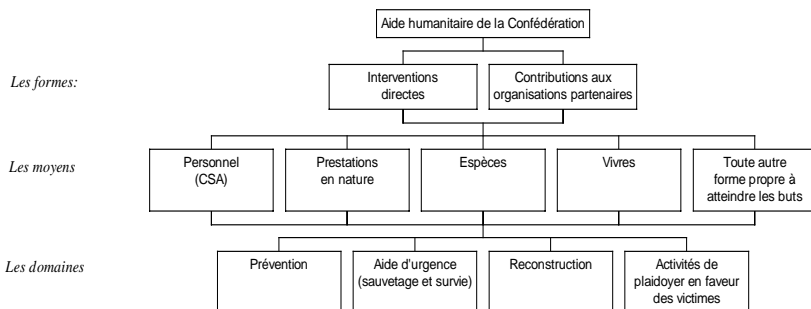 Aide humanitaire de la Confédération
Les formes:
Interventions
directes
Contributions aux
organisations partenaires
Les moyens
Personnel
(CSA)
Prestations
en nature
Espèces
Vivres
Toute autre
forme propre à
atteindre les buts
Les domaines
Prévention
Aide d'urgence
(sauvetage et survie)
Reconstruction
Activités de
plaidoyer en faveur
des victimes